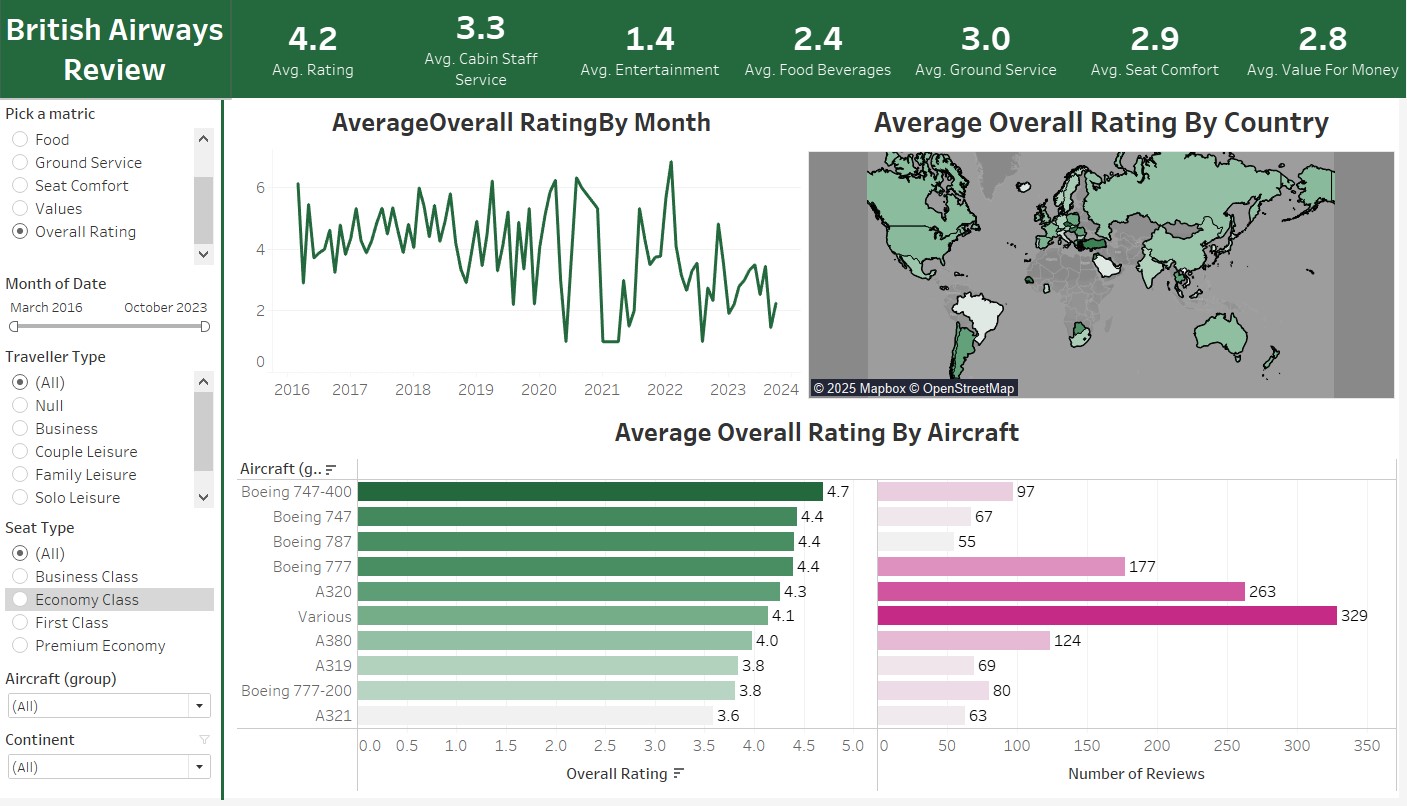 British Airways
Review
4.2
Avg. Rating
3.3
Avg. Cabin Staff
Service
1.4
Avg. Entertainment
2.4
Avg. Food Beverages
3.0
Avg. Ground Service
2.9
Avg. Seat Comfort
2.8
Avg. Value For Money
Pick a matric
Food
Ground Service
Seat Comfort
Values
Overall Rating
Month of Date
March 2016 October 2023
Traveller Type
(All)
Null
Business
Couple Leisure
Family Leisure
Solo Leisure
Seat Type
(All)
Business Class
Economy Class
First Class
Premium Economy
Aircraft (group)
(All)
Continent
(All)
AverageOverall RatingBy Month
6
4
2
0
2016 2017 2018 2019 2020 2021 2022 2023 2024
Average Overall Rating By Country
© 2025 Mapbox © OpenStreetMap
Average Overall Rating By Aircraft
Aircraft (g..
Boeing 747-400 4.7 97
Boeing 747 4.4 67
Boeing 787 4.4 55
Boeing 777 4.4 177
A320 4.3 263
Various 4.1 329
A380 4.0 124
A319 3.8 69
Boeing 777-200 3.8 80
A321 3.6 63
0.0 0.5 1.0 1.5 2.0 2.5 3.0 3.5 4.0 4.5 5.0 0 50 100 150 200 250 300 350
Overall Rating Number of Reviews